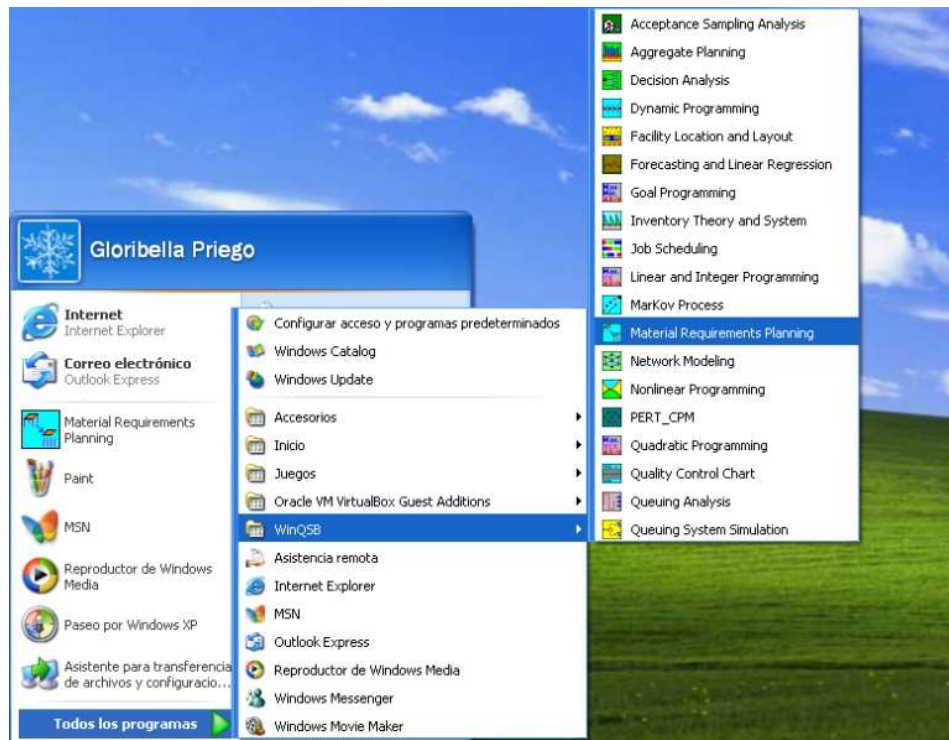 Gloribella Priego
Internet
Internet Explorer
Correo electrónico
Outlook Express
Material Requirements
Planning
Paint
MSN
Reproductor de Windows
Media
Paseo por Windows XP
Asistente para transferencia
de archivos y configuracio...
Todos los programas
Configurar acceso y programas predeterminados
Windows Catalog
Windows Update
Accesorios
Inicio
Juegos
Oracle VM VirtualBox Guest Additions
WinQSB
Asistencia remota
Internet Explorer
MSN
Outlook Express
Reproductor de Windows Media
Windows Messenger
Windows Movie Maker
Acceptance Sampling Analysis
Aggregate Planning
Decision Analysis
Dynamic Programming
Facility Location and Layout
Forecasting and Linear Regression
Goal Programming
Inventory Theory and System
Job Scheduling
Linear and Integer Programming
MarKov Process
Material Requirements Planning
Network Modeling
Nonlinear Programming
PERT_CPM
Quadratic Programming
Quality Control Chart
Queuing Analysis
Queuing System Simulation